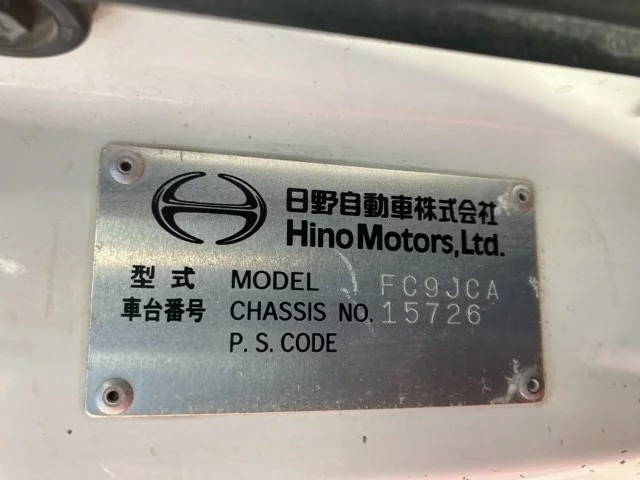 日野自動車株式会社
Hino Motors, Ltd.
型式 MODEL FC9JCA
車台番号 CHASSIS NO. 15726
P. S. CODE